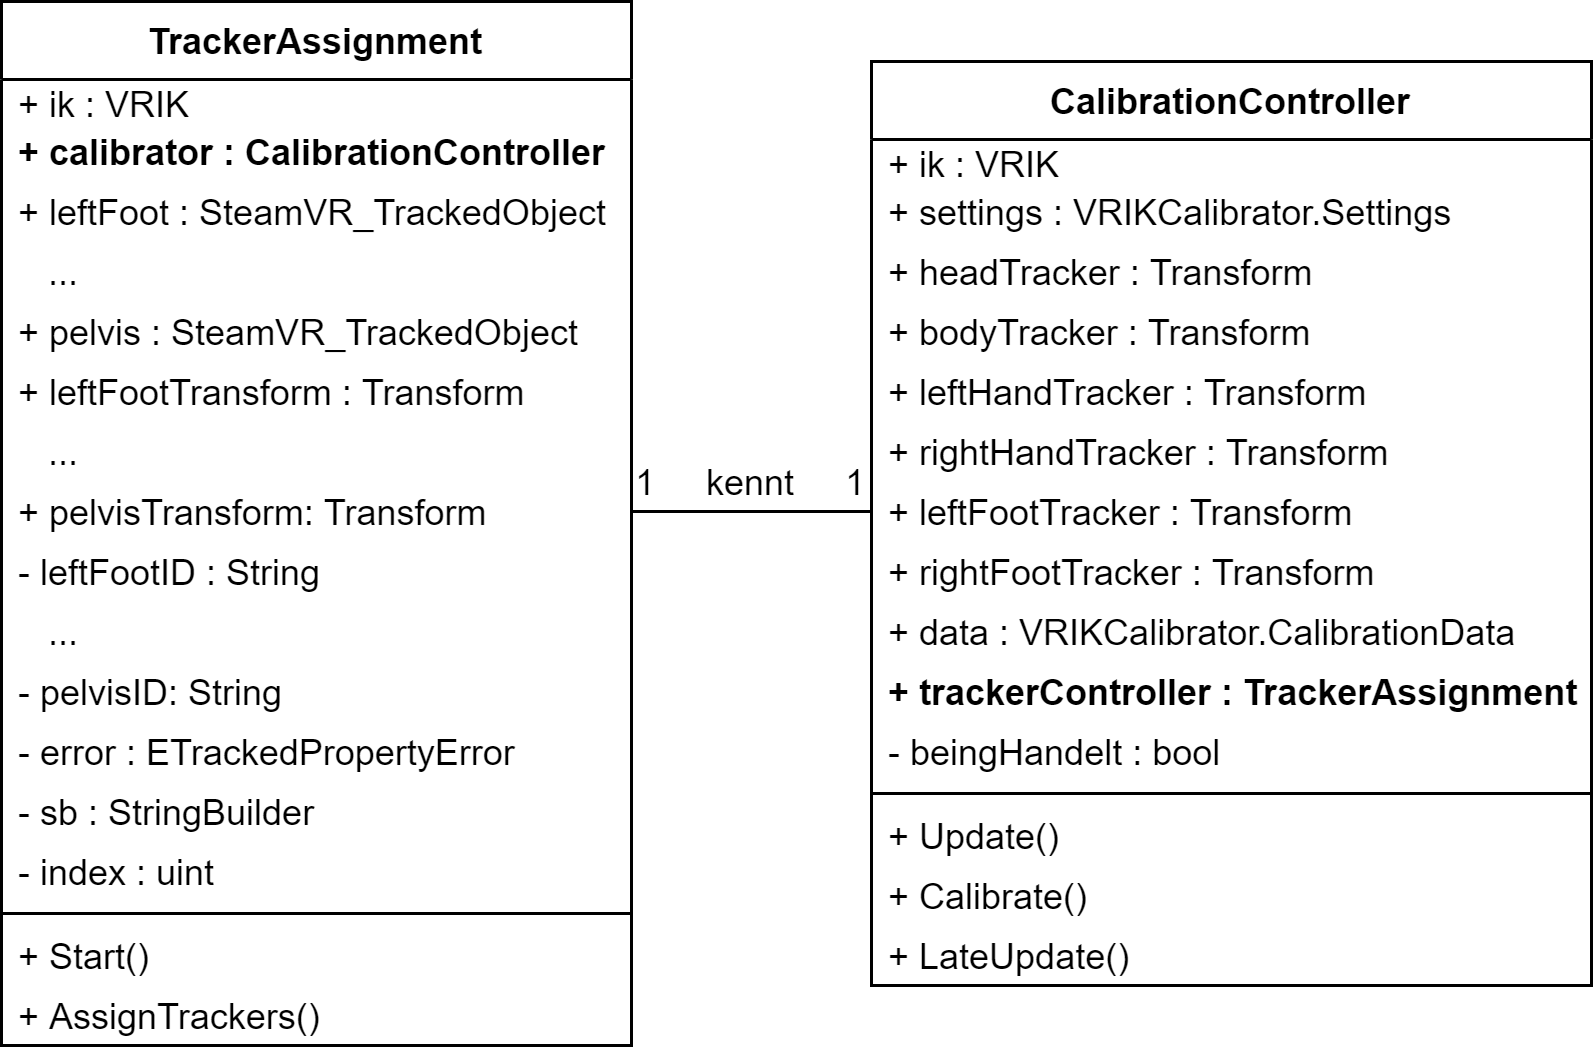 TrackerAssignment
+ ik : VRIK
+ calibrator : CalibrationController
+ leftFoot : SteamVR_TrackedObject
...
+ pelvis : SteamVR_TrackedObject
+ leftFootTransform : Transform
...
+ pelvisTransform: Transform
- leftFootID : String
...
- pelvisID: String
- error : ETrackedPropertyError
- sb : StringBuilder
- index : uint
+ Start()
+ AssignTrackers()
1 kennt 1
CalibrationController
+ ik : VRIK
+ settings : VRIKCalibrator.Settings
+ headTracker : Transform
+ bodyTracker : Transform
+ leftHandTracker : Transform
+ rightHandTracker : Transform
+ leftFootTracker : Transform
+ rightFootTracker : Transform
+ data : VRIKCalibrator.CalibrationData
+ trackerController : TrackerAssignment
- beingHandelt : bool
+ Update()
+ Calibrate()
+ LateUpdate()